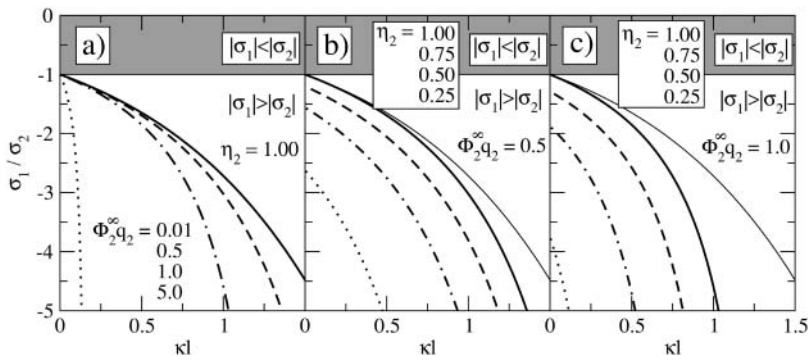 a)
|σ₁|<|σ₂|
|σ₁|>|σ₂|
η₂ = 1.00
Φ₂^∞q₂ = 0.01
0.5
1.0
5.0
b)
η₂ = 1.00
0.75
0.50
0.25
|σ₁|<|σ₂|
|σ₁|>|σ₂|
Φ₂^∞q₂ = 0.5
c)
η₂ = 1.00
0.75
0.50
0.25
|σ₁|<|σ₂|
|σ₁|>|σ₂|
Φ₂^∞q₂ = 1.0
0
-1
-2
-3
-4
-5
σ₁ / σ₂
0 0.5 1 0 0.5 1 0 0.5 1 1.5
κl κl κl